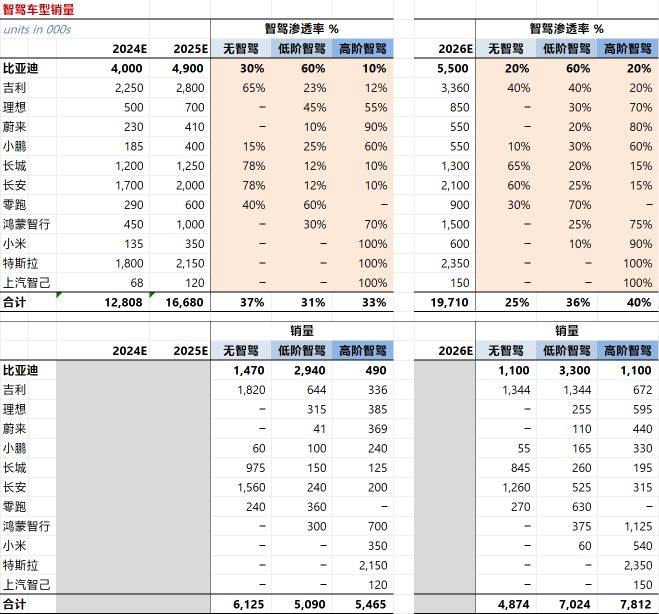 智驾车型销量
units in 000s 智驾渗透率 % 智驾渗透率 %
2024E 2025E 无智驾 低阶智驾 高阶智驾 2026E 无智驾 低阶智驾 高阶智驾
比亚迪 4,000 4,900 30% 60% 10% 5,500 20% 60% 20%
吉利 2,250 2,800 65% 23% 12% 3,360 40% 40% 20%
理想 500 700 – 45% 55% 850 – 30% 70%
蔚来 230 410 – 10% 90% 550 – 20% 80%
小鹏 185 400 15% 25% 60% 550 10% 30% 60%
长城 1,200 1,250 78% 12% 10% 1,300 65% 20% 15%
长安 1,700 2,000 78% 12% 10% 2,100 60% 25% 15%
零跑 290 600 40% 60% – 900 30% 70% –
鸿蒙智行 450 1,000 – 30% 70% 1,500 – 25% 75%
小米 135 350 – – 100% 600 – 10% 90%
特斯拉 1,800 2,150 – – 100% 2,350 – – 100%
上汽智己 68 120 – – 100% 150 – – 100%
合计 12,808 16,680 37% 31% 33% 19,710 25% 36% 40%
销量 销量
2024E 2025E 无智驾 低阶智驾 高阶智驾 2026E 无智驾 低阶智驾 高阶智驾
比亚迪 1,470 2,940 490 1,100 3,300 1,100
吉利 1,820 644 336 1,344 1,344 672
理想 – 315 385 – 255 595
蔚来 – 41 369 – 110 440
小鹏 60 100 240 55 165 330
长城 975 150 125 845 260 195
长安 1,560 240 200 1,260 525 315
零跑 240 360 – 270 630 –
鸿蒙智行 – 300 700 – 375 1,125
小米 – – 350 – 60 540
特斯拉 – – 2,150 – – 2,350
上汽智己 – – 120 – – 150
合计 6,125 5,090 5,465 4,874 7,024 7,812